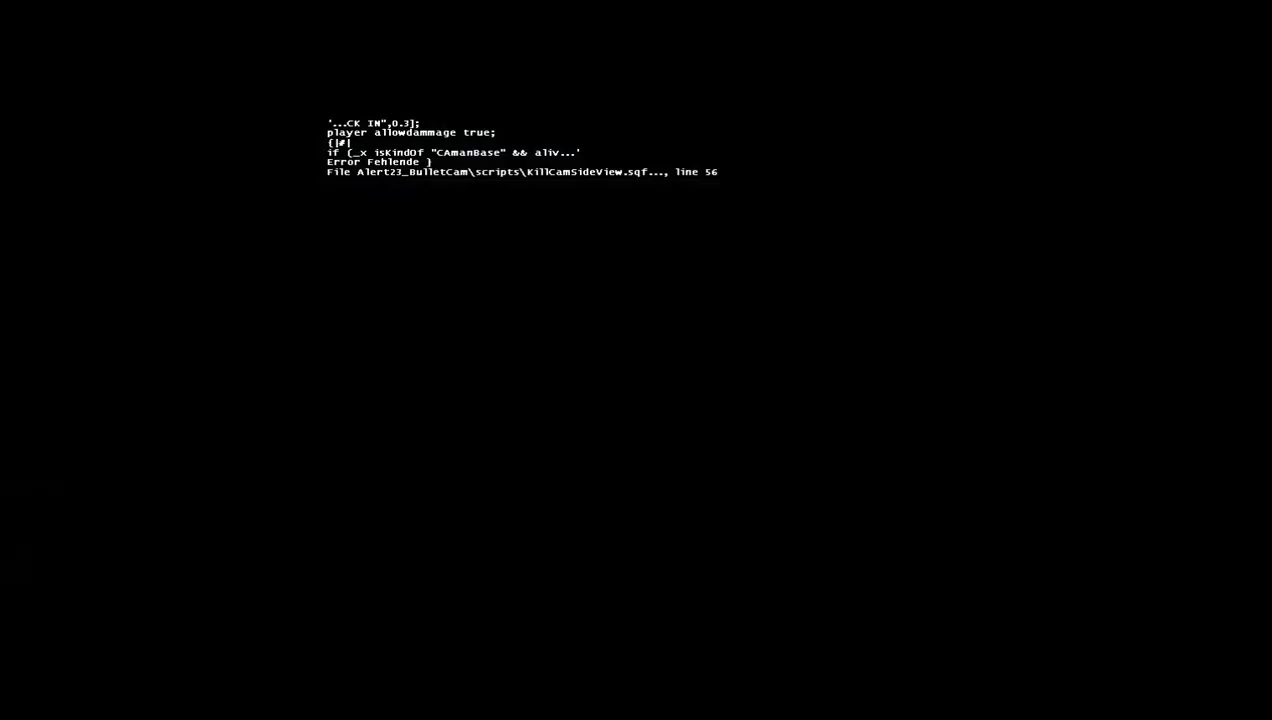 '...CK IN",0.3];
player allowdammage true;
{|#|
if (_x isKindOf "CAmanBase" && aliv...'
Error Fehlende }
File Alert23_BulletCam\scripts\KillCamSideView.sqf..., line 56